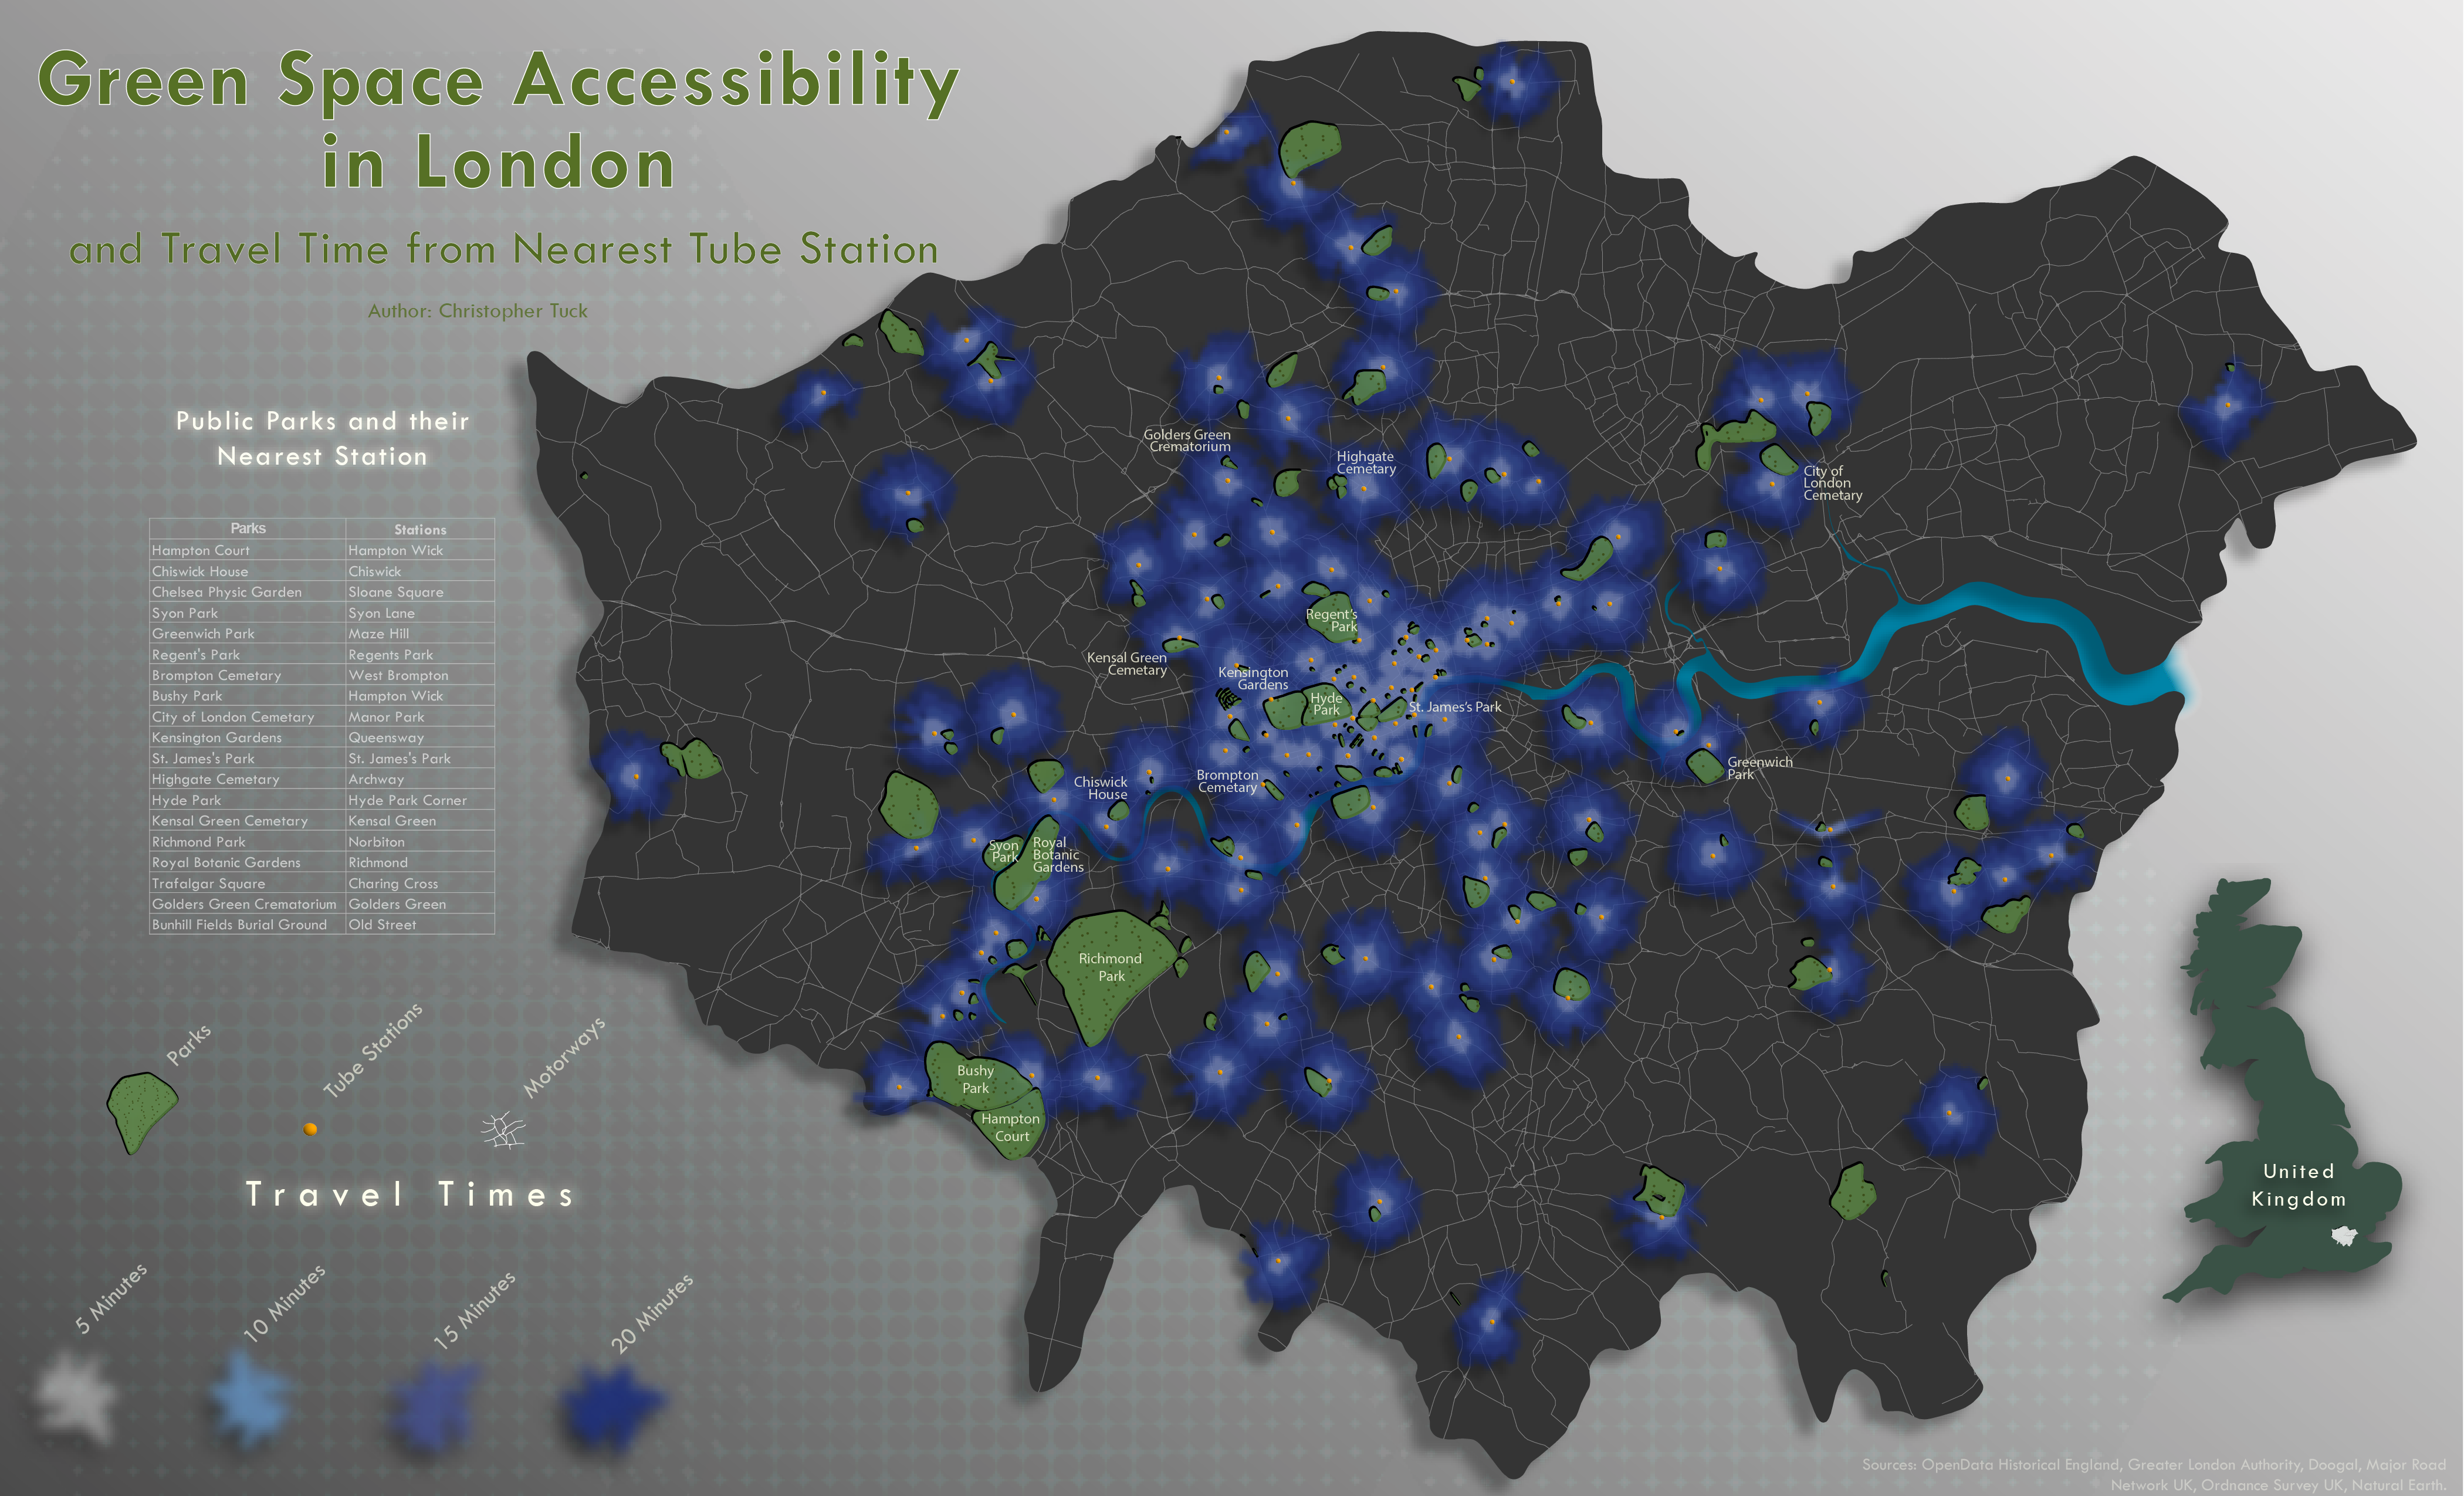 Green Space Accessibility
in London
and Travel Time from Nearest Tube Station
Author: Christopher Tuck
Public Parks and their
Nearest Station
Parks Stations
Hampton Court Hampton Wick
Chiswick House Chiswick
Chelsea Physic Garden Sloane Square
Syon Park Syon Lane
Greenwich Park Maze Hill
Regent's Park Regents Park
Brompton Cemetary West Brompton
Bushy Park Hampton Wick
City of London Cemetary Manor Park
Kensington Gardens Queensway
St. James's Park St. James's Park
Highgate Cemetary Archway
Hyde Park Hyde Park Corner
Kensal Green Cemetary Kensal Green
Richmond Park Norbiton
Royal Botanic Gardens Richmond
Trafalgar Square Charing Cross
Golders Green Crematorium Golders Green
Bunhill Fields Burial Ground Old Street
Parks
Tube Stations
Motorways
Travel Times
5 Minutes
10 Minutes
15 Minutes
20 Minutes
Golders Green
Crematorium
Highgate
Cemetary
City of
London
Cemetary
Regent's
Park
Kensal Green
Cemetary
Kensington
Gardens
Hyde
Park
St. James's Park
Greenwich
Park
Chiswick
House
Brompton
Cemetary
Syon
Park
Royal
Botanic
Gardens
Richmond
Park
Bushy
Park
Hampton
Court
United
Kingdom
Sources: OpenData Historical England, Greater London Authority, Doogal, Major Road
Network UK, Ordnance Survey UK, Natural Earth.